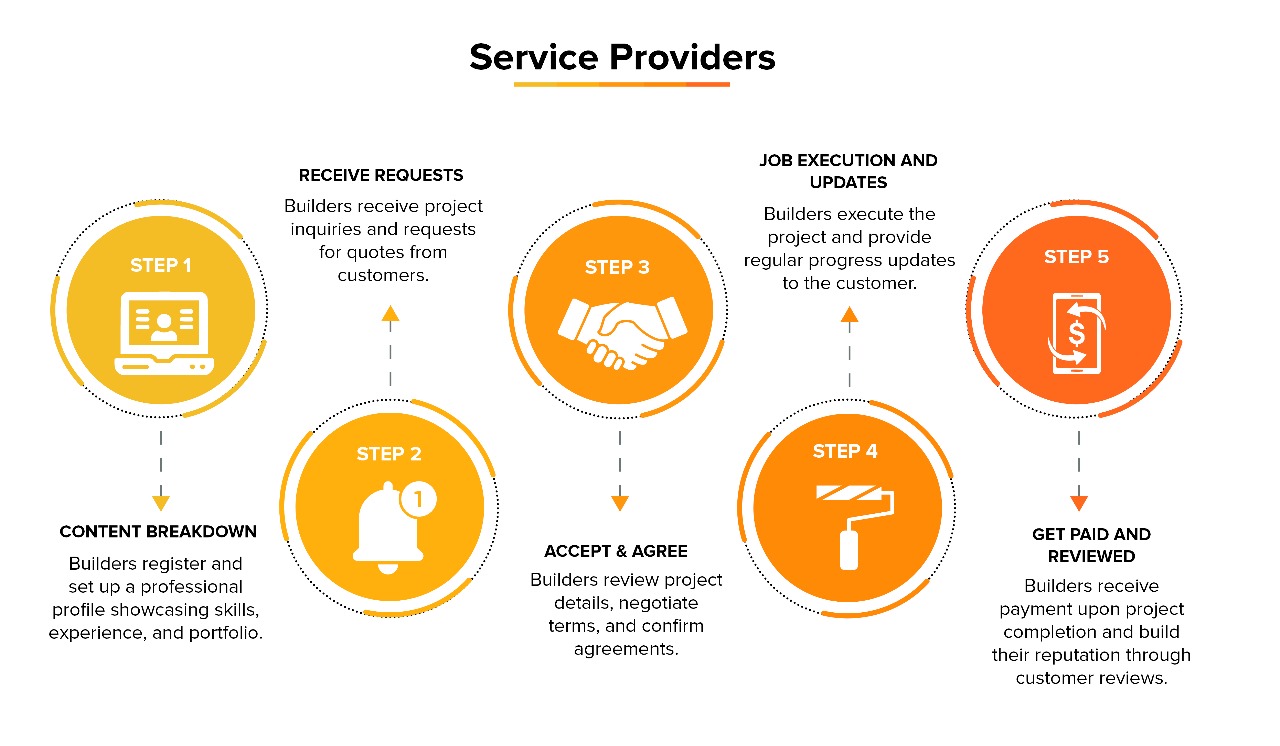 Service Providers
STEP 1
CONTENT BREAKDOWN
Builders register and
set up a professional
profile showcasing skills,
experience, and portfolio.
RECEIVE REQUESTS
Builders receive project
inquiries and requests
for quotes from
customers.
STEP 2
1
STEP 3
ACCEPT & AGREE
Builders review project
details, negotiate
terms, and confirm
agreements.
JOB EXECUTION AND
UPDATES
Builders execute the
project and provide
regular progress updates
to the customer.
STEP 4
STEP 5
$
GET PAID AND
REVIEWED
Builders receive
payment upon project
completion and build
their reputation through
customer reviews.